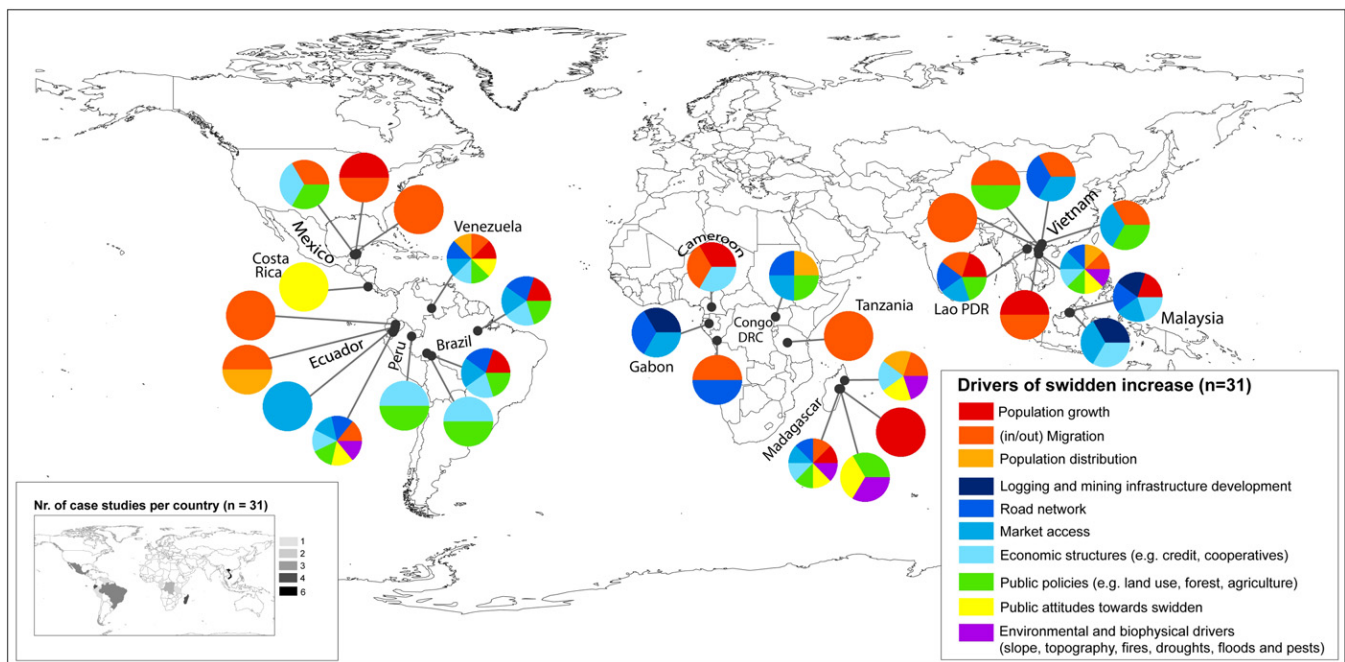 Mexico
Costa
Rica
Venezuela
Ecuador
Peru
Brazil
Cameroon
Gabon
Congo
DRC
Tanzania
Madagascar
Vietnam
Lao PDR
Malaysia
Drivers of swidden increase (n=31)
Population growth
(in/out) Migration
Population distribution
Logging and mining infrastructure development
Road network
Market access
Economic structures (e.g. credit, cooperatives)
Public policies (e.g. land use, forest, agriculture)
Public attitudes towards swidden
Environmental and biophysical drivers
(slope, topography, fires, droughts, floods and pests)
Nr. of case studies per country (n = 31)
1
2
3
4
6